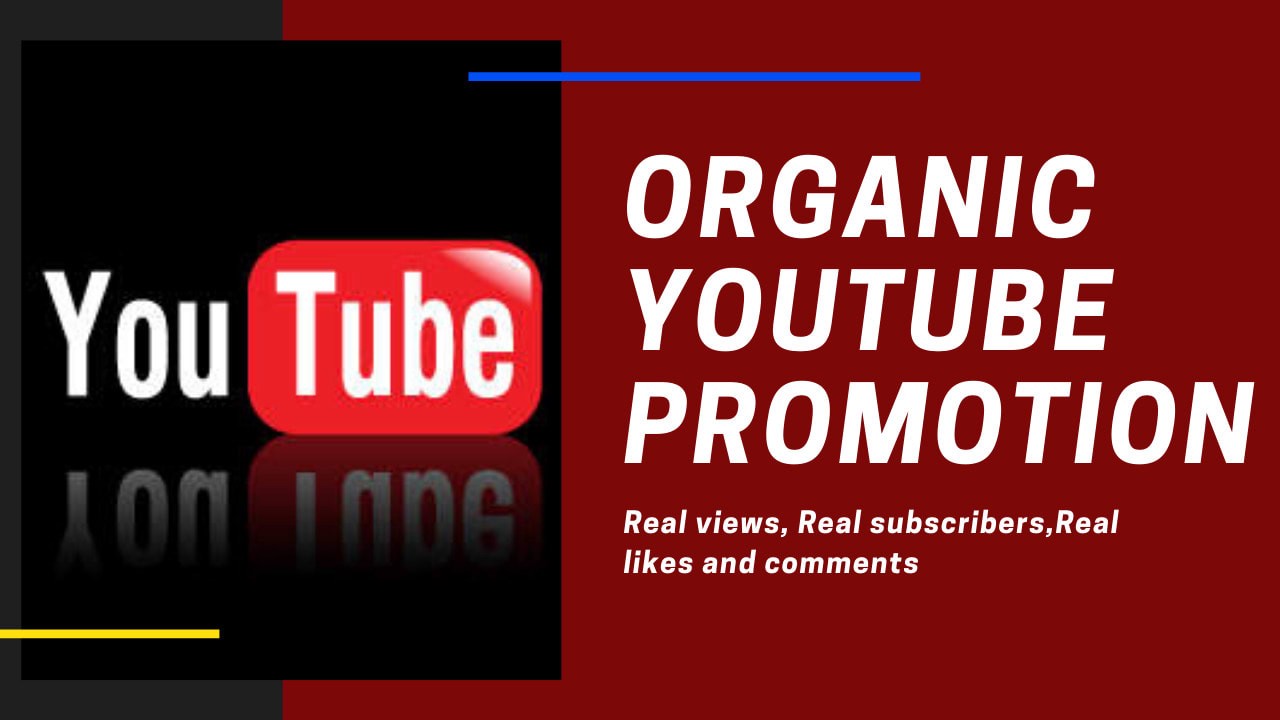 YouTube
ORGANIC
YOUTUBE
PROMOTION
Real views, Real subscribers,Real
likes and comments